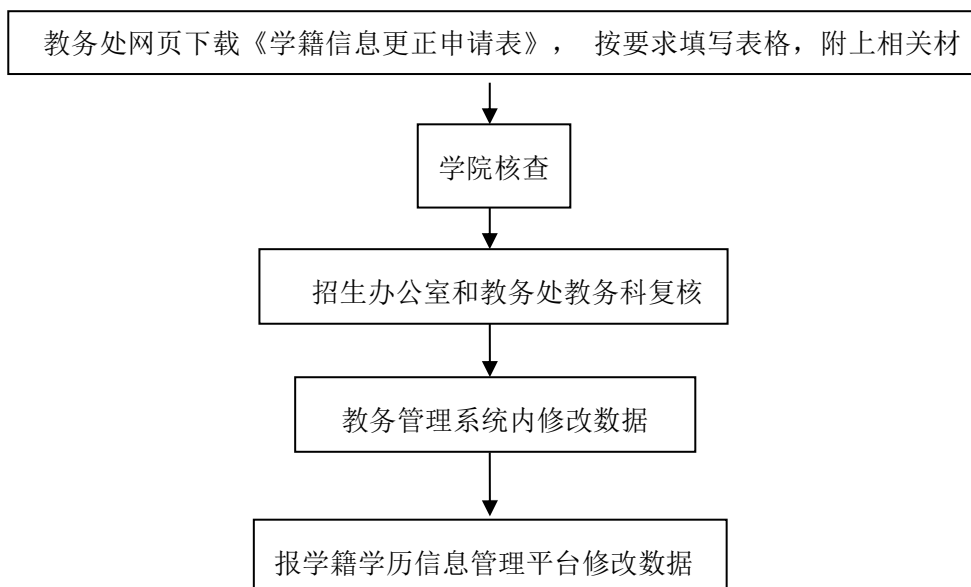 教务处网页下载《学籍信息更正申请表》， 按要求填写表格，附上相关材
学院核查
招生办公室和教务处教务科复核
教务管理系统内修改数据
报学籍学历信息管理平台修改数据